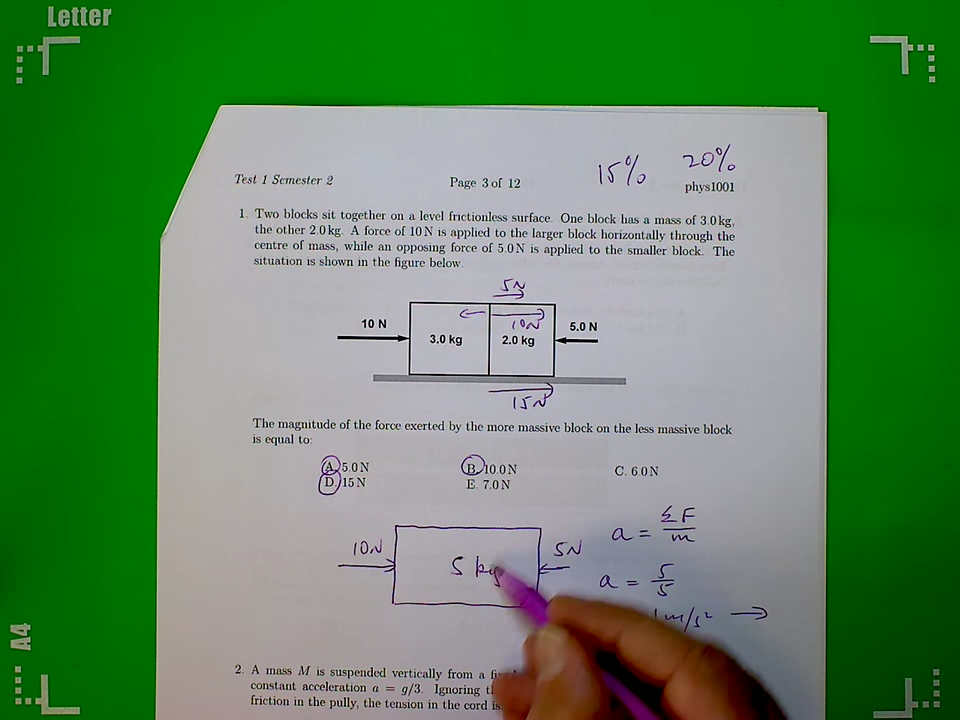 Letter
15% 20%
Test 1 Semester 2 Page 3 of 12 phys1001
1. Two blocks sit together on a level frictionless surface. One block has a mass of 3.0 kg,
the other 2.0 kg. A force of 10 N is applied to the larger block horizontally through the
centre of mass, while an opposing force of 5.0 N is applied to the smaller block. The
situation is shown in the figure below.
5N
10 N 10N 5.0 N
3.0 kg 2.0 kg
15N
The magnitude of the force exerted by the more massive block on the less massive block
is equal to:
A. 5.0 N B. 10.0 N C. 6.0 N
D. 15 N E. 7.0 N
a = ΣF/m
10N 5 kg 5N
a = 5/5
1m/s² →
A4
2. A mass M is suspended vertically from a
constant acceleration a = g/3. Ignoring
friction in the pully, the tension in the cord is